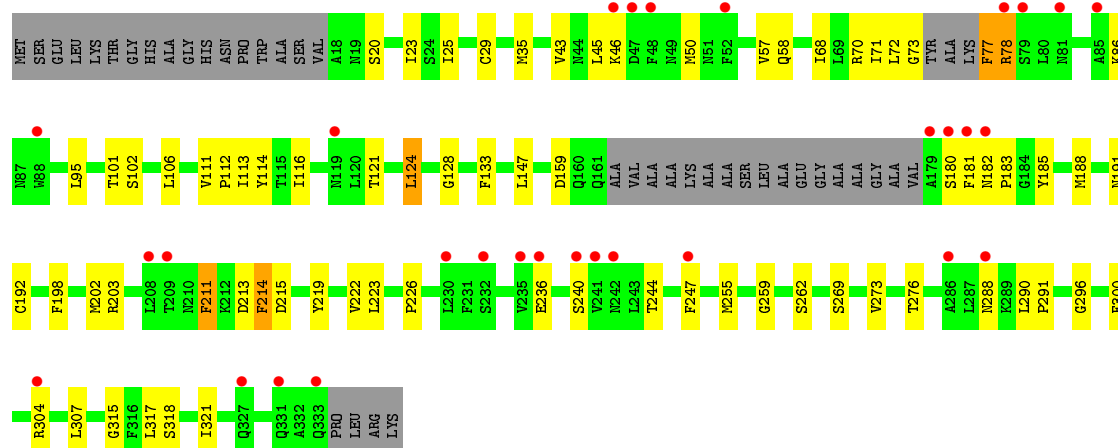 MET SER GLU LEU LEU LYS THR GLY HIS ALA GLY HIS ASN PRO TRP ALA SER VAL A18 N19 S20 I23 S24 I25 C29 M35 V43 N44 L45 K46 D47 F48 N49 M50 N51 F52 V57 Q58 I68 L69 R70 I71 L72 G73 TYR ALA LYS F77 R78 S79 L80 N81 A85 K86
N87 W88 L95 T101 S102 L106 V111 P112 I113 Y114 T115 I116 N119 L120 T121 L124 G128 F133 L147 D159 Q160 Q161 ALA VAL ALA ALA LYS ALA ALA SER LEU ALA GLU GLY ALA ALA GLY ALA VAL A179 S180 F181 N182 P183 G184 Y185 M188 N191
C192 F198 M202 R203 L208 T209 N210 F211 K212 D213 F214 D215 Y219 V222 L223 P226 L230 F231 S232 V235 E236 S240 V241 N242 L243 T244 F247 M255 G259 S262 S269 V273 T276 A286 L287 N288 K289 L290 P291 G296
R304 L307 G315 F316 L317 S318 I321 Q327 Q331 A332 Q333 PRO LEU ARG LYS